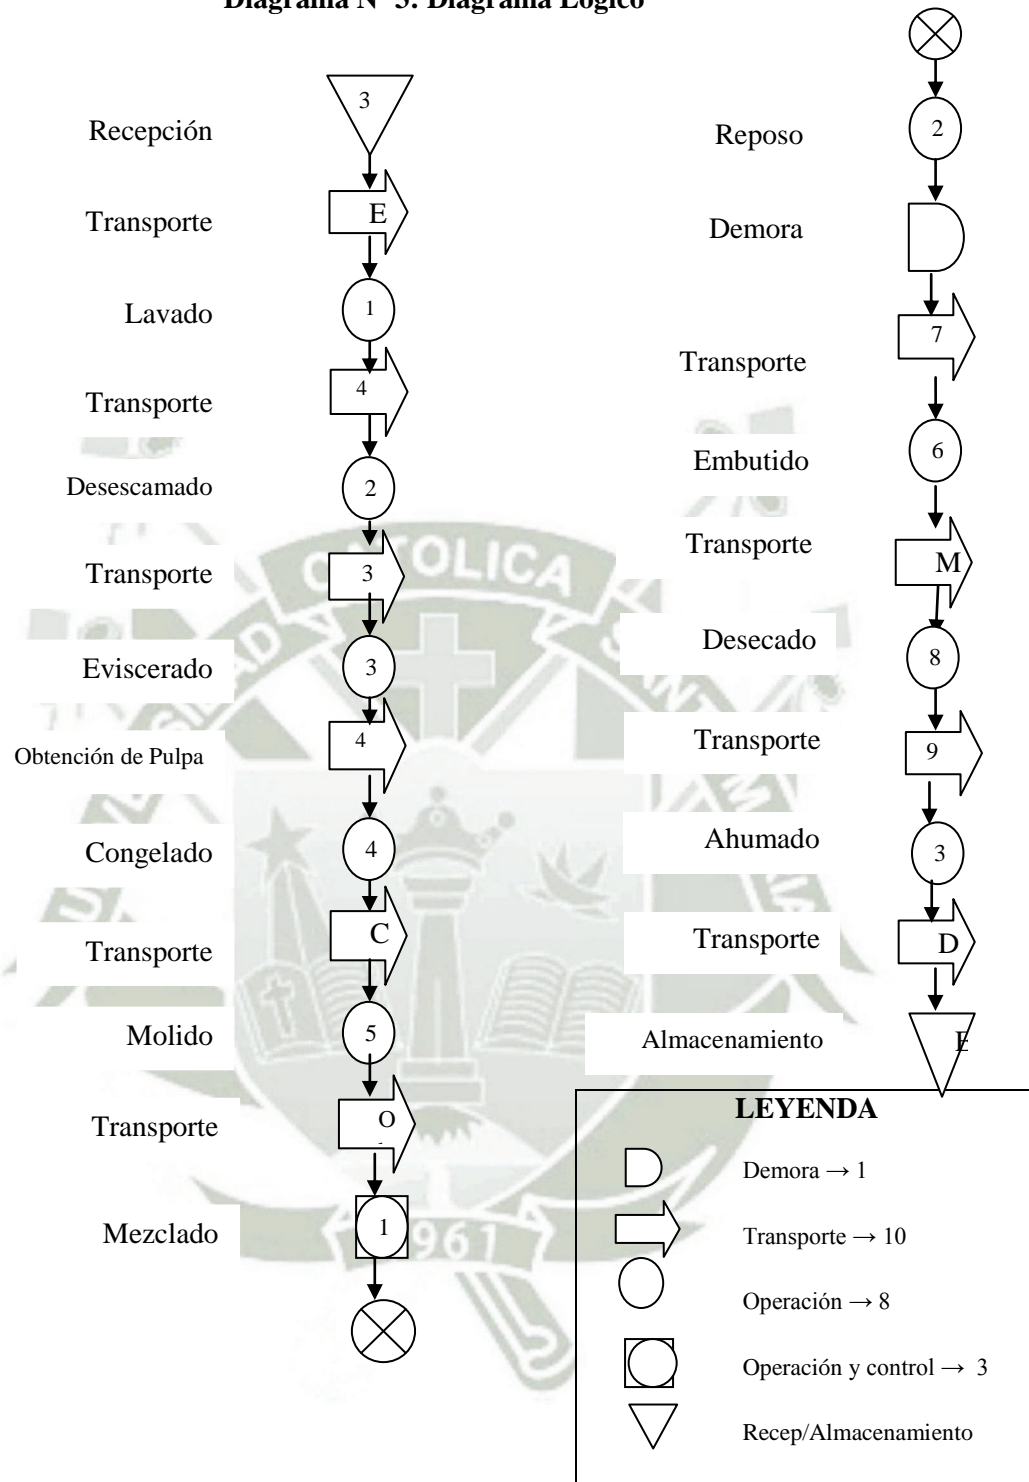 Diagrama N° 3: Diagrama Lógico
Recepción
3
Transporte
E
Lavado
1
Transporte
4
Desescamado
2
Transporte
3
Eviscerado
3
Obtención de Pulpa
4
Congelado
4
Transporte
C
Molido
5
Transporte
O
Mezclado
1
Reposo
2
Demora
Transporte
7
Embutido
6
Transporte
M
Desecado
8
Transporte
9
Ahumado
3
Transporte
D
Almacenamiento
E
LEYENDA
Demora → 1
Transporte → 10
Operación → 8
Operación y control → 3
Recep/Almacenamiento
CATOLICA
1961